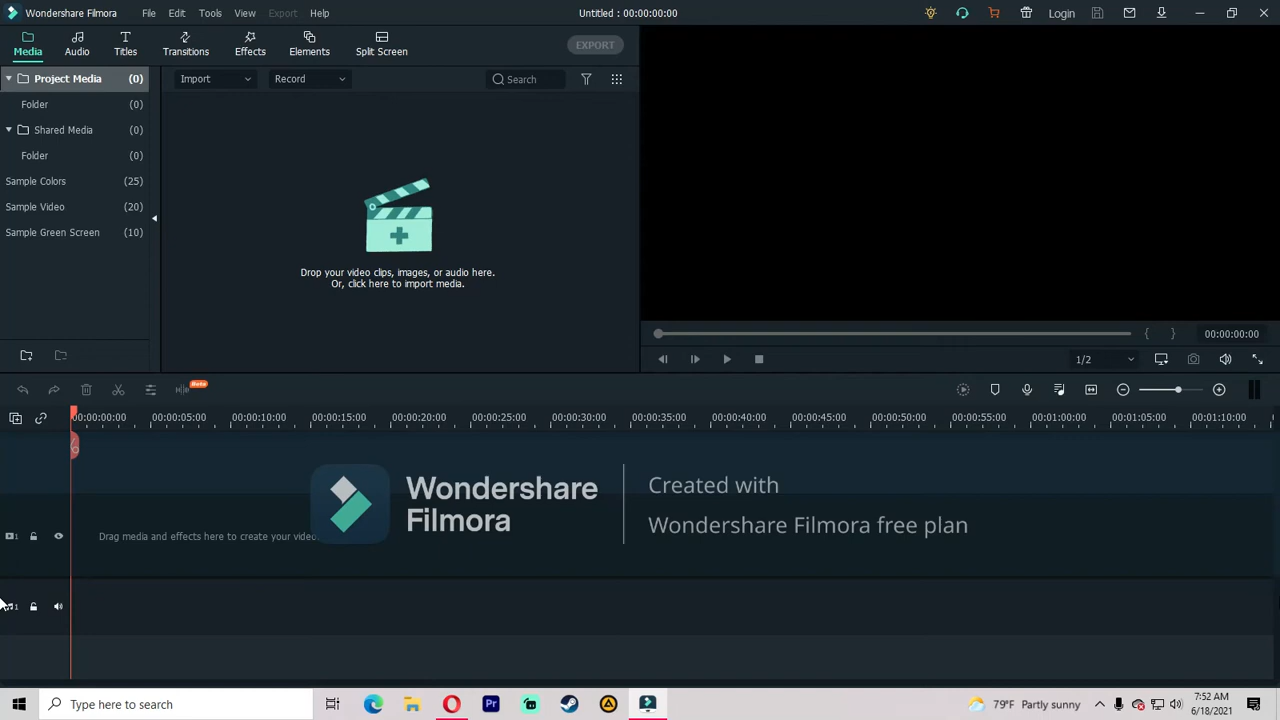 Wondershare Filmora File Edit Tools View Export Help Untitled : 00:00:00:00 Login
Media Audio Titles Transitions Effects Elements Split Screen EXPORT
Project Media (0) Import Record Search
Folder (0)
Shared Media (0)
Folder (0)
Sample Colors (25)
Sample Video (20)
Sample Green Screen (10)
Drop your video clips, images, or audio here.
Or, click here to import media.
{ } 00:00:00:00
1/2
Beta
00:00:00:00 00:00:05:00 00:00:10:00 00:00:15:00 00:00:20:00 00:00:25:00 00:00:30:00 00:00:35:00 00:00:40:00 00:00:45:00 00:00:50:00 00:00:55:00 00:01:00:00 00:01:05:00 00:01:10:00
Wondershare
Filmora
Created with
Wondershare Filmora free plan
1 Drag media and effects here to create your video
1
Type here to search Pr 79°F Partly sunny 7:52 AM
6/18/2021